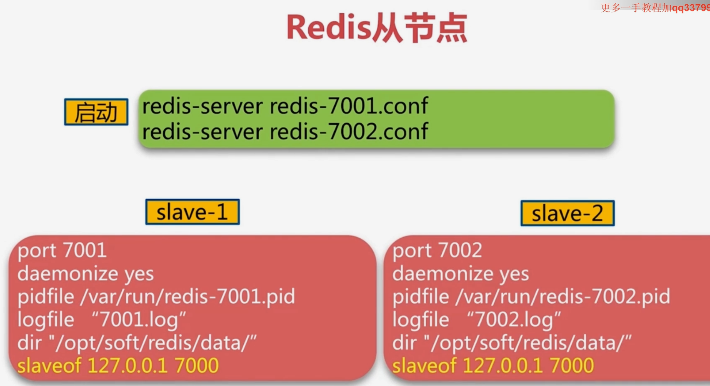 更多一手教程加qq33799
Redis从节点
启动
redis-server redis-7001.conf
redis-server redis-7002.conf
slave-1
port 7001
daemonize yes
pidfile /var/run/redis-7001.pid
logfile “7001.log”
dir "/opt/soft/redis/data/”
slaveof 127.0.0.1 7000
slave-2
port 7002
daemonize yes
pidfile /var/run/redis-7002.pid
logfile “7002.log”
dir "/opt/soft/redis/data/”
slaveof 127.0.0.1 7000